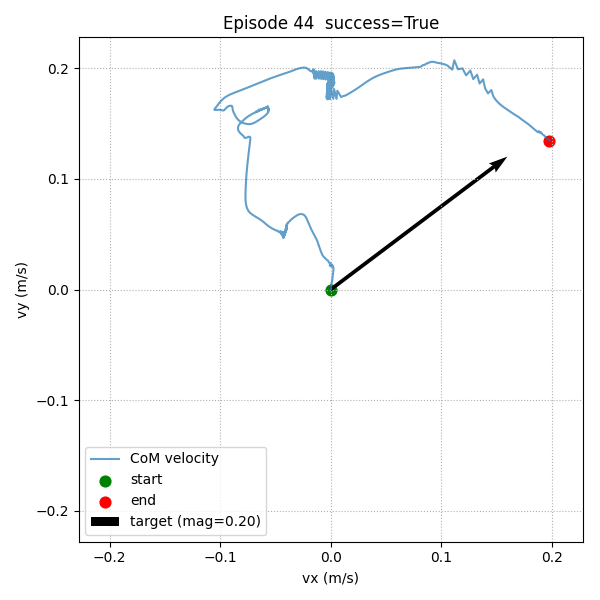 Episode 44  success=True
vy (m/s)
0.2
0.1
0.0
−0.1
−0.2
CoM velocity
start
end
target (mag=0.20)
−0.2
−0.1
0.0
0.1
0.2
vx (m/s)